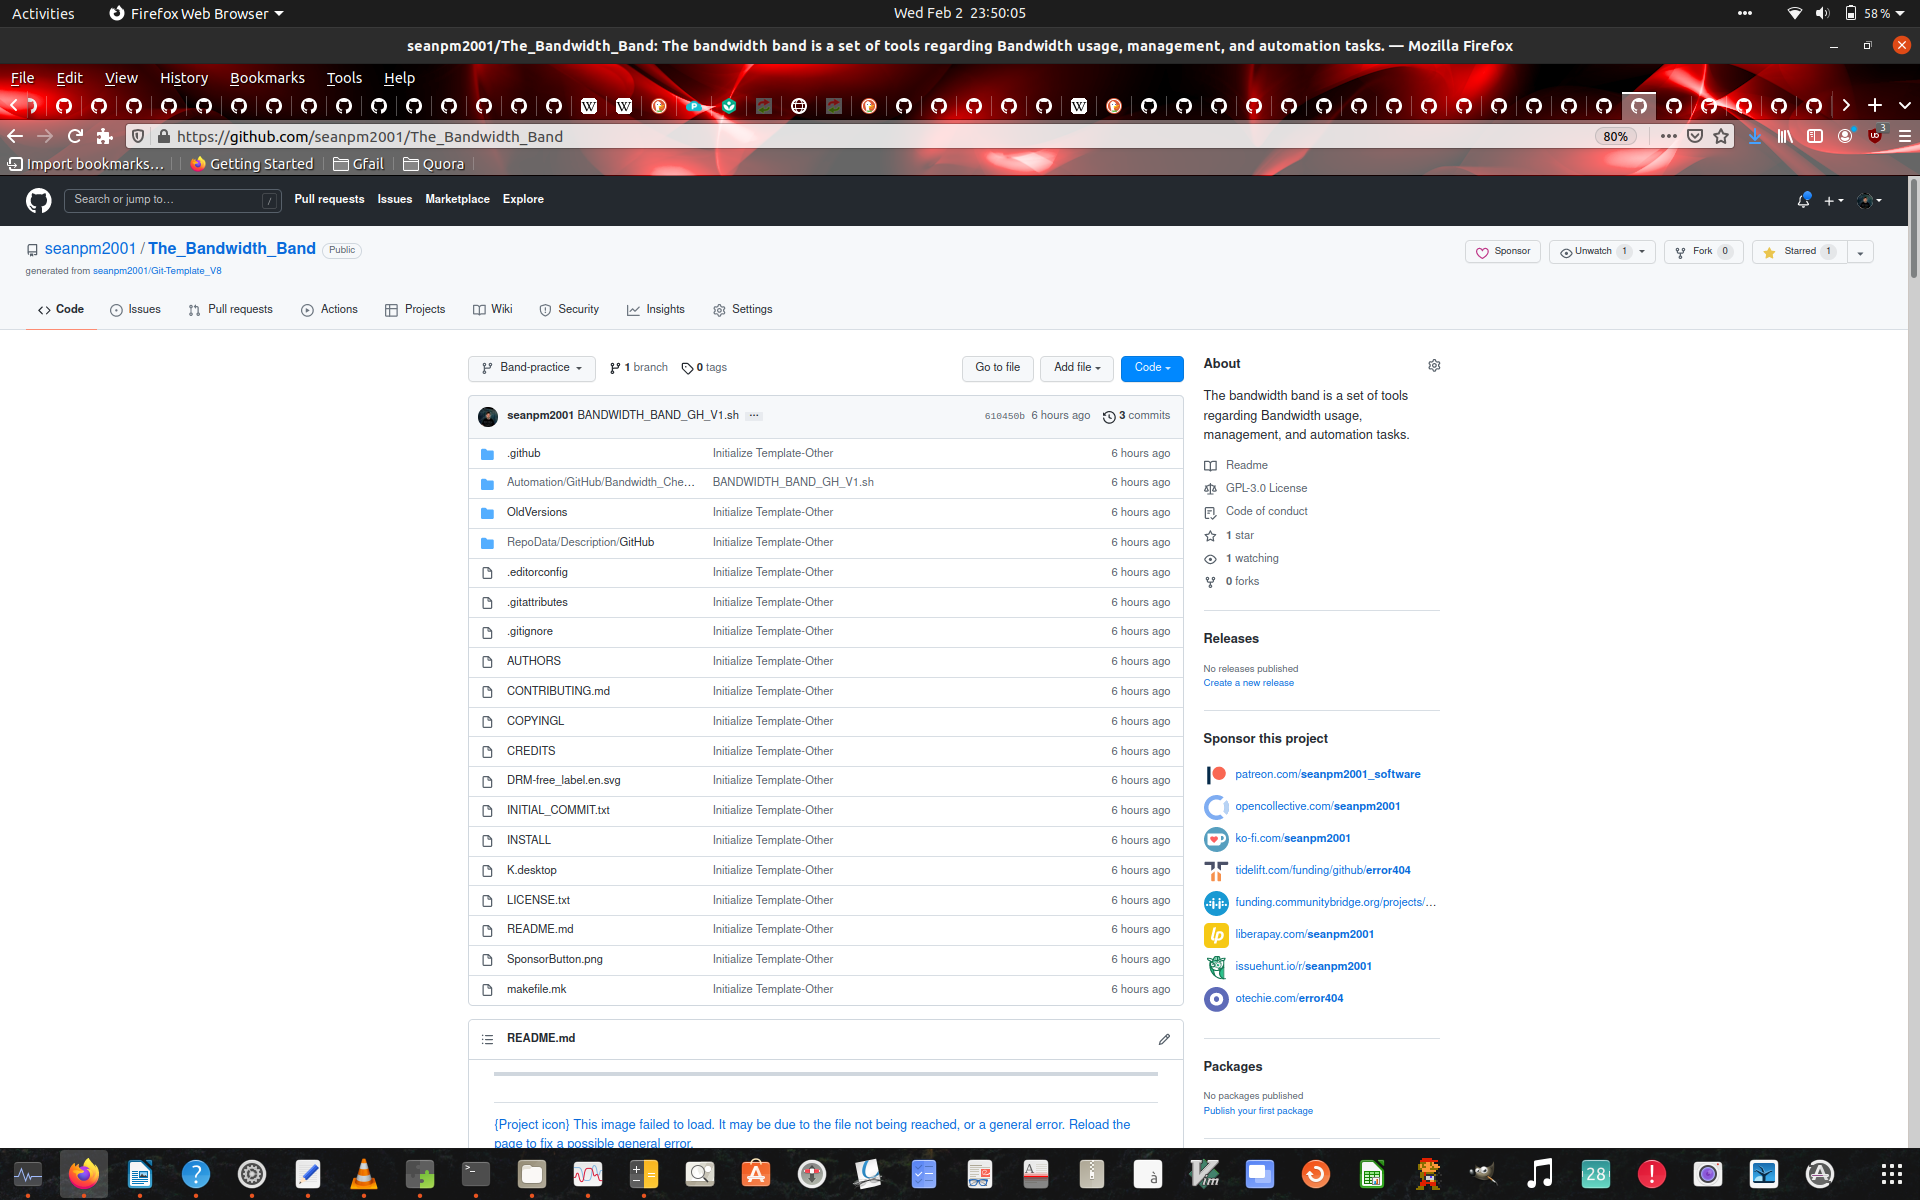 Activities Firefox Web Browser Wed Feb 2 23:50:05 58 %
seanpm2001/The_Bandwidth_Band: The bandwidth band is a set of tools regarding Bandwidth usage, management, and automation tasks. — Mozilla Firefox
File Edit View History Bookmarks Tools Help
https://github.com/seanpm2001/The_Bandwidth_Band 80% 3
Import bookmarks… Getting Started Gfail Quora
Search or jump to… / Pull requests Issues Marketplace Explore
seanpm2001 / The_Bandwidth_Band Public Sponsor Unwatch 1 Fork 0 Starred 1
generated from seanpm2001/Git-Template_V8
Code Issues Pull requests Actions Projects Wiki Security Insights Settings
Band-practice 1 branch 0 tags Go to file Add file Code
seanpm2001 BANDWIDTH_BAND_GH_V1.sh ... 610450b 6 hours ago 3 commits
.github Initialize Template-Other 6 hours ago
Automation/GitHub/Bandwidth_Che… BANDWIDTH_BAND_GH_V1.sh 6 hours ago
OldVersions Initialize Template-Other 6 hours ago
RepoData/Description/GitHub Initialize Template-Other 6 hours ago
.editorconfig Initialize Template-Other 6 hours ago
.gitattributes Initialize Template-Other 6 hours ago
.gitignore Initialize Template-Other 6 hours ago
AUTHORS Initialize Template-Other 6 hours ago
CONTRIBUTING.md Initialize Template-Other 6 hours ago
COPYINGL Initialize Template-Other 6 hours ago
CREDITS Initialize Template-Other 6 hours ago
DRM-free_label.en.svg Initialize Template-Other 6 hours ago
INITIAL_COMMIT.txt Initialize Template-Other 6 hours ago
INSTALL Initialize Template-Other 6 hours ago
K.desktop Initialize Template-Other 6 hours ago
LICENSE.txt Initialize Template-Other 6 hours ago
README.md Initialize Template-Other 6 hours ago
SponsorButton.png Initialize Template-Other 6 hours ago
makefile.mk Initialize Template-Other 6 hours ago
README.md
{Project icon} This image failed to load. It may be due to the file not being reached, or a general error. Reload the
page to fix a possible general error.
About
The bandwidth band is a set of tools
regarding Bandwidth usage,
management, and automation tasks.
Readme
GPL-3.0 License
Code of conduct
1 star
1 watching
0 forks
Releases
No releases published
Create a new release
Sponsor this project
patreon.com/seanpm2001_software
opencollective.com/seanpm2001
ko-fi.com/seanpm2001
tidelift.com/funding/github/error404
funding.communitybridge.org/projects/…
liberapay.com/seanpm2001
issuehunt.io/r/seanpm2001
otechie.com/error404
Packages
No packages published
Publish your first package
28